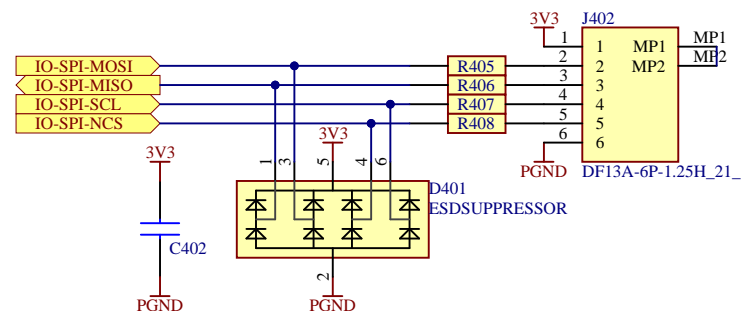 3V3
J402
1
1
MP1
MP1
IO-SPI-MOSI
R405
2
2
MP2
MP2
IO-SPI-MISO
R406
3
3
IO-SPI-SCL
R407
4
4
IO-SPI-NCS
R408
5
5
6
6
PGND
DF13A-6P-1.25H_21_
3V3
3V3
1
3
5
4
6
D401
ESDSUPPRESSOR
C402
2
PGND
PGND